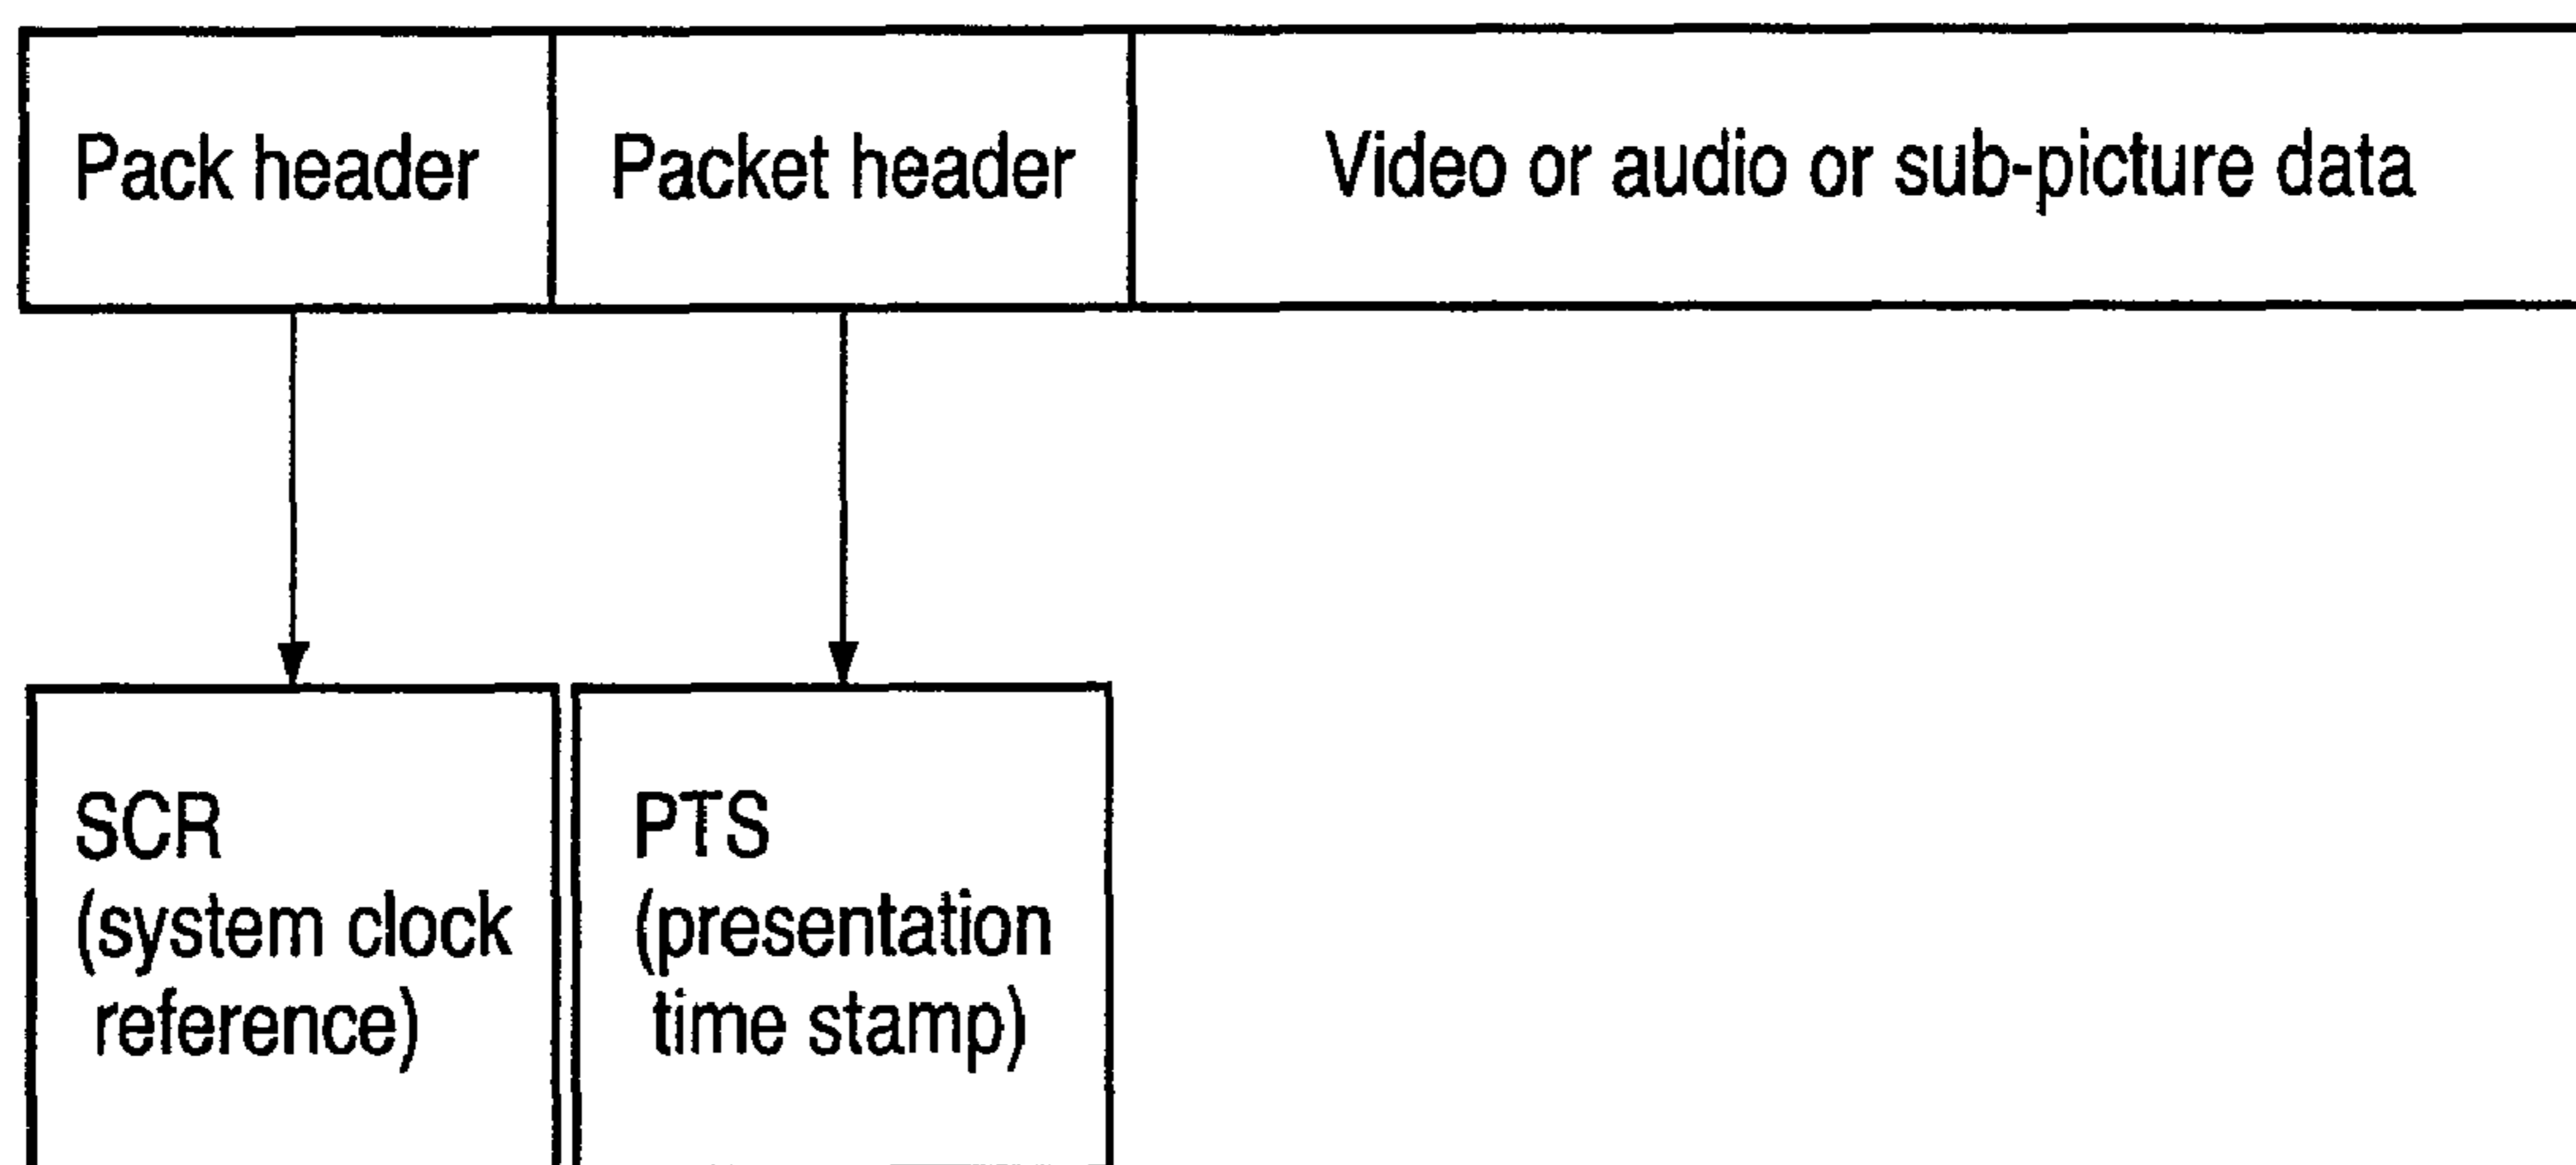 Pack header
Packet header
Video or audio or sub-picture data
SCR
(system clock
reference)
PTS
(presentation
time stamp)